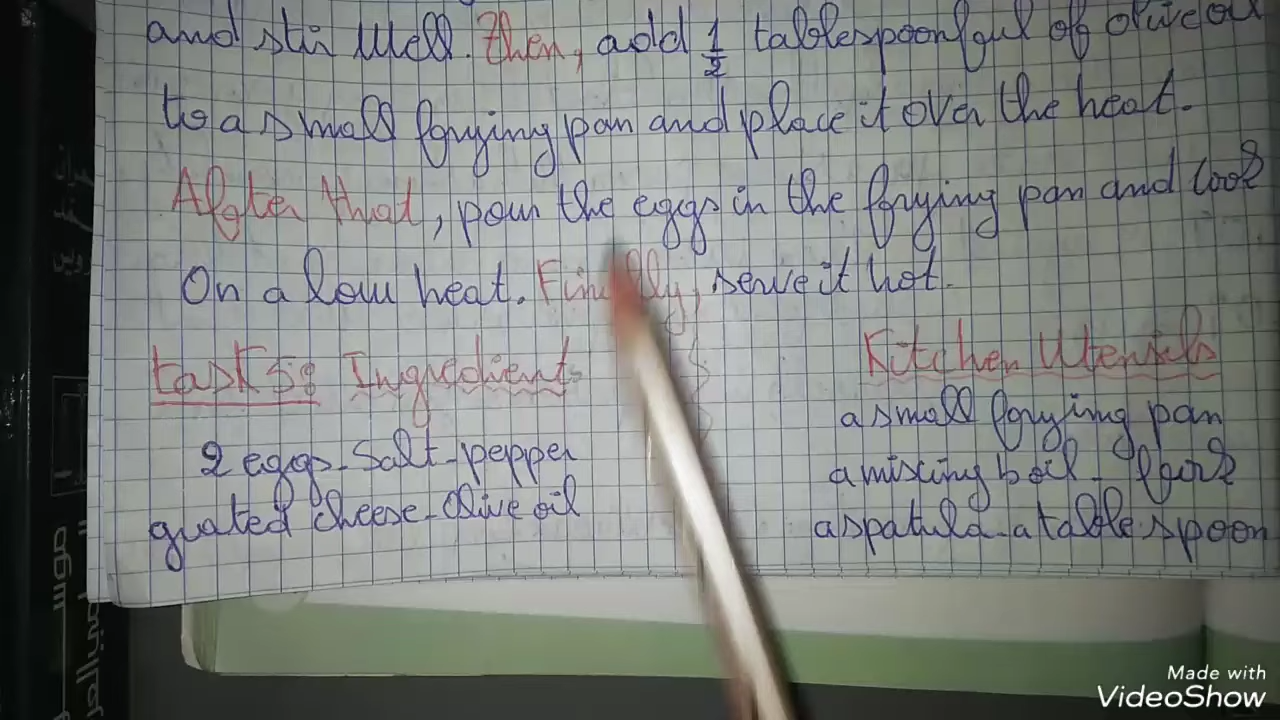 and stir well. Then, add 1/2 tablespoonful of olive oil
to a small frying pan and place it over the heat.
After that, pour the eggs in the frying pan and cook
On a low heat. Finally, serve it hot.
task 5: Ingredients
2 eggs - Salt - pepper
grated cheese - Olive oil
Kitchen Utensils
a small frying pan
a mixing boil - fork
a spatula - a table spoon
Made with
VideoShow